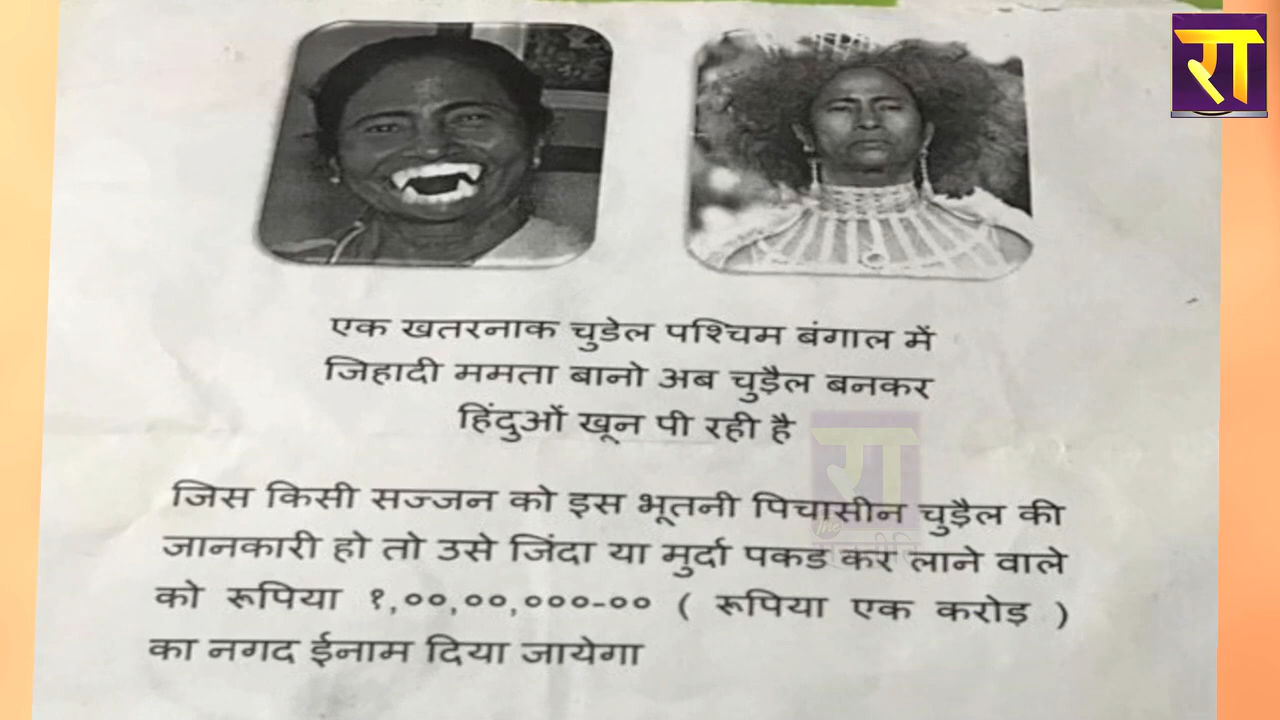 रा
एक खतरनाक चुडेल पश्चिम बंगाल में
जिहादी ममता बानो अब चुड़ैल बनकर
हिंदुओं खून पी रही है
जिस किसी सज्जन को इस भूतनी पिचासीन चुड़ैल की
जानकारी हो तो उसे जिंदा या मुर्दा पकड कर लाने वाले
को रूपिया १,००,००,०००-०० ( रूपिया एक करोड़ )
का नगद ईनाम दिया जायेगा
रा
The